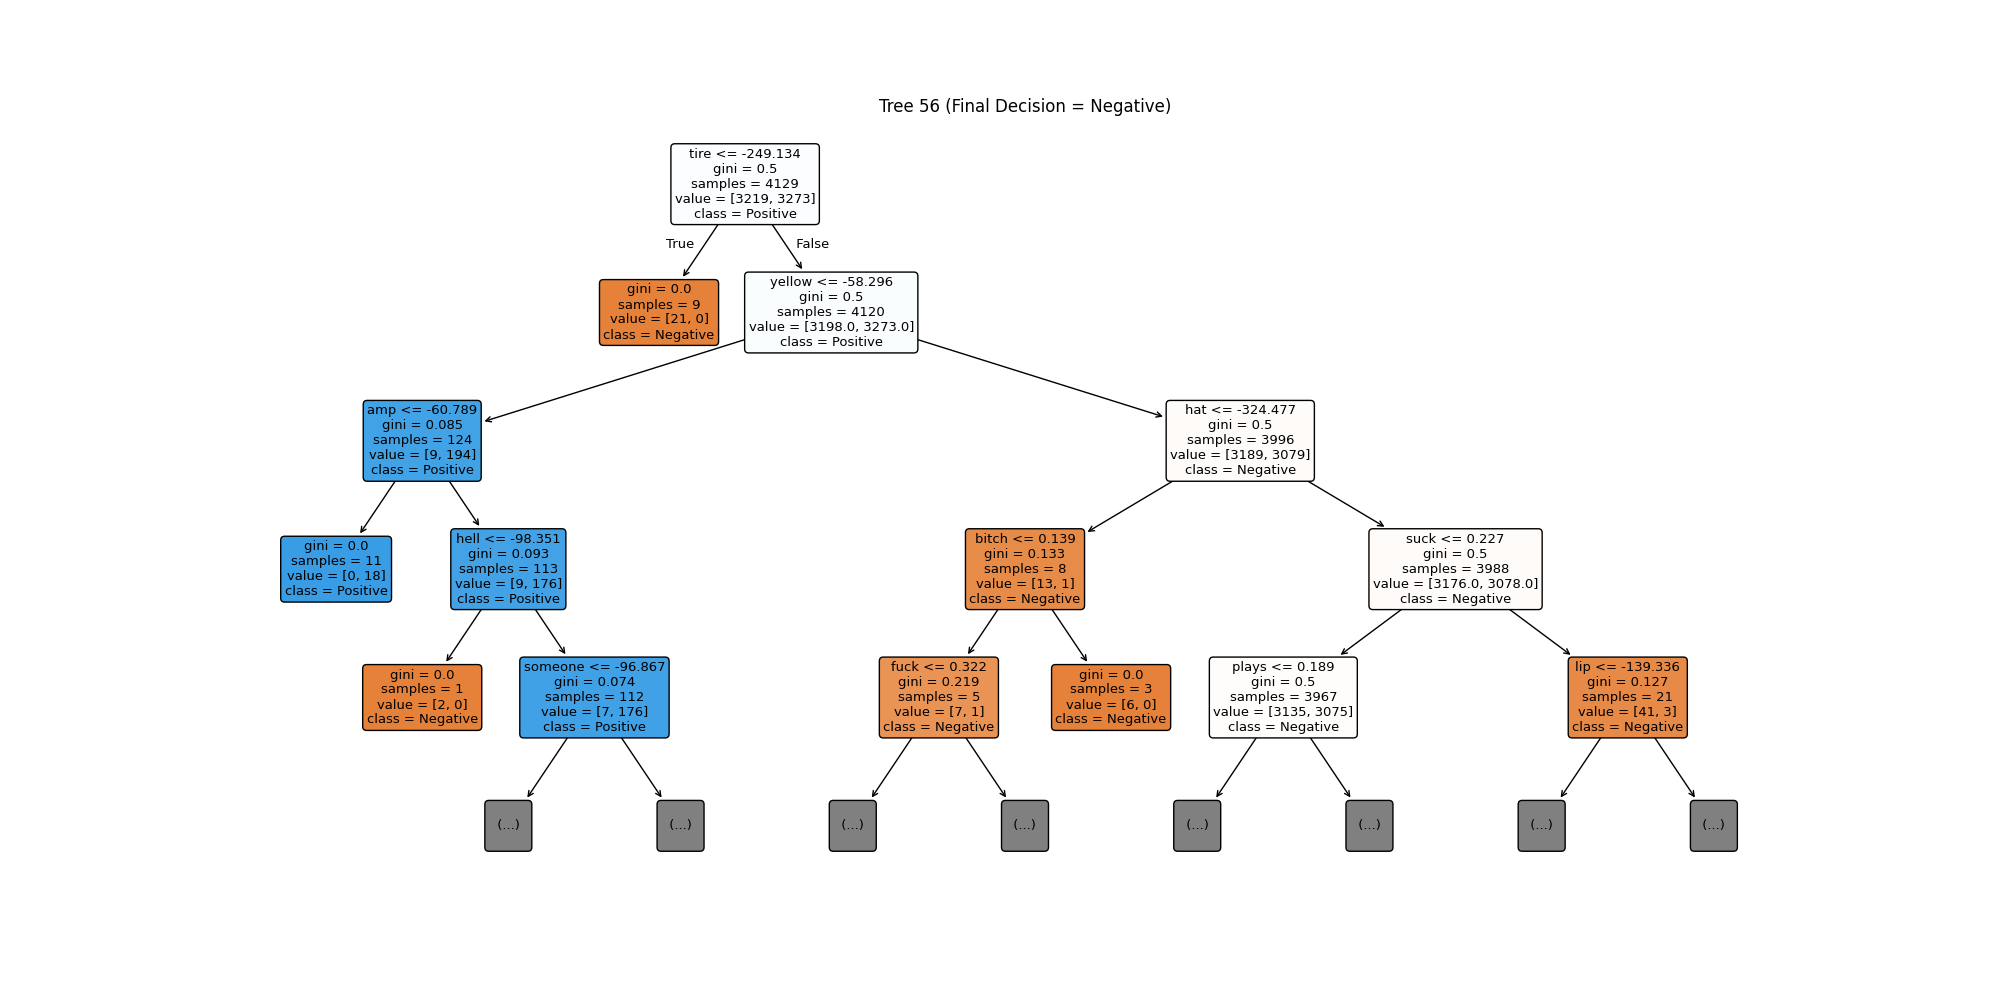 Tree 56 (Final Decision = Negative)
tire <= -249.134
gini = 0.5
samples = 4129
value = [3219, 3273]
class = Positive
True
False
gini = 0.0
samples = 9
value = [21, 0]
class = Negative
yellow <= -58.296
gini = 0.5
samples = 4120
value = [3198.0, 3273.0]
class = Positive
amp <= -60.789
gini = 0.085
samples = 124
value = [9, 194]
class = Positive
hat <= -324.477
gini = 0.5
samples = 3996
value = [3189, 3079]
class = Negative
gini = 0.0
samples = 11
value = [0, 18]
class = Positive
hell <= -98.351
gini = 0.093
samples = 113
value = [9, 176]
class = Positive
bitch <= 0.139
gini = 0.133
samples = 8
value = [13, 1]
class = Negative
suck <= 0.227
gini = 0.5
samples = 3988
value = [3176.0, 3078.0]
class = Negative
gini = 0.0
samples = 1
value = [2, 0]
class = Negative
someone <= -96.867
gini = 0.074
samples = 112
value = [7, 176]
class = Positive
fuck <= 0.322
gini = 0.219
samples = 5
value = [7, 1]
class = Negative
gini = 0.0
samples = 3
value = [6, 0]
class = Negative
plays <= 0.189
gini = 0.5
samples = 3967
value = [3135, 3075]
class = Negative
lip <= -139.336
gini = 0.127
samples = 21
value = [41, 3]
class = Negative
(...)
(...)
(...)
(...)
(...)
(...)
(...)
(...)